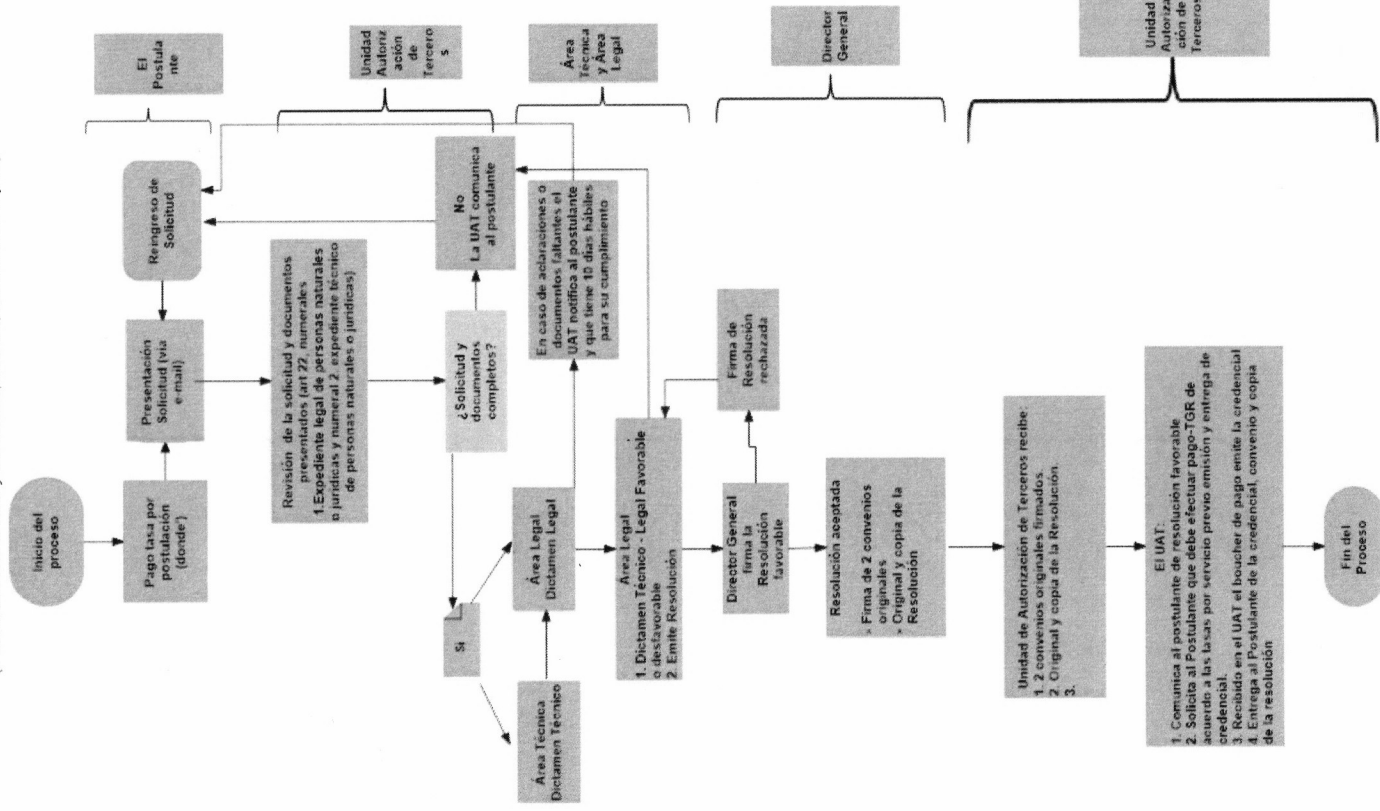 Inicio del
proceso
Pago tasa por
postulación
(donde')
Presentación
Solicitud (via
e-mail)
Reingreso de
Solicitud
El
Postula
nte
Revisión de la solicitud y documentos
presentados (art 22, numerales
1.Expediente legal de personas naturales
o jurídicas y numeral 2. expediente técnico
de personas naturales o jurídicas)
¿Solicitud y
documentos
completos?
No
La UAT comunica
al postulante
Unidad
Autoriz
ación
de
Tercero
s
Si
Área Técnica
Dictamen Técnico
Área Legal
Dictamen Legal
En caso de aclaraciones o
documentos faltantes el
UAT notifica al postulante
y que tiene 10 días hábiles
para su cumplimiento
Área
Técnica
y Área
Legal
Área Legal
1. Dictamen Técnico - Legal Favorable
o desfavorable
2. Emite Resolución
Director General
firma la
Resolución
favorable
Firma de
Resolución
rechazada
Director
General
Resolución aceptada
» Firma de 2 convenios
originales
» Original y copia de la
Resolución
Unidad de Autorización de Terceros recibe:
1. 2 convenios originales firmados
2. Original y copia de la Resolución.
3.
Unidad
Autoriza
ción de
Terceros
El UAT:
1. Comunica al postulante de resolución favorable
2. Solicita al Postulante que debe efectuar pago-TGR de
acuerdo a las tasas por servicio previo emisión y entrega de
credencial.
3. Recibido en el UAT el boucher de pago emite la credencial
4. Entrega al Postulante de la credencial, convenio y copia
de la resolución
Fin del
Proceso